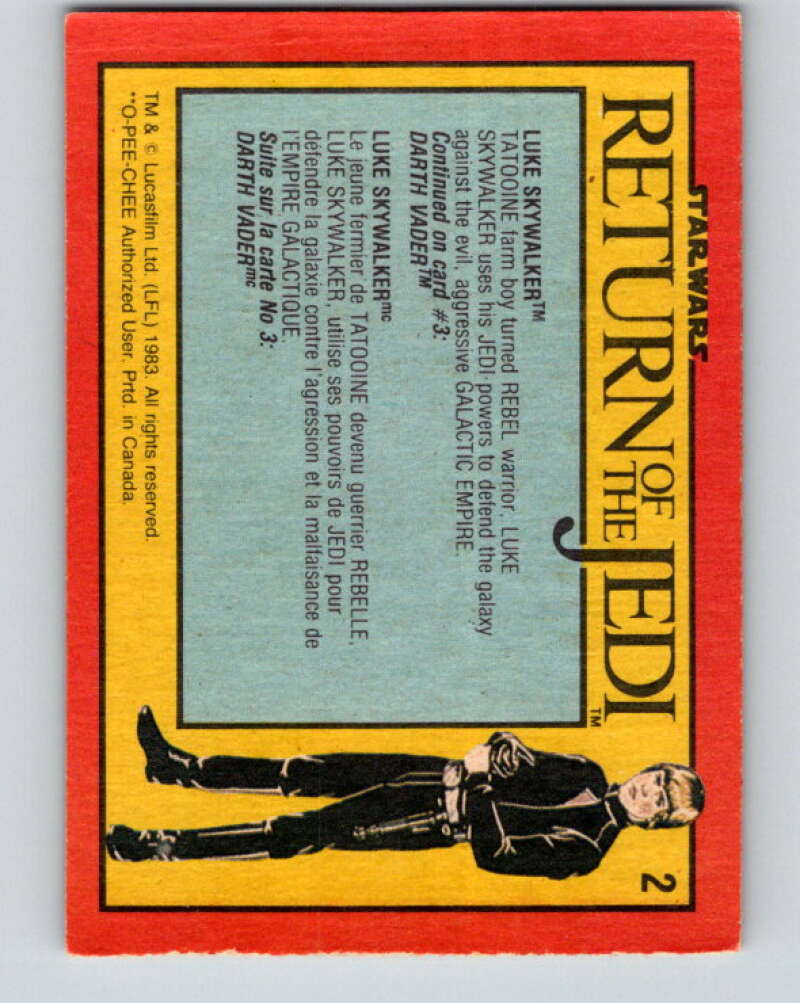 STAR WARS
RETURN OF THE JEDI™
LUKE SKYWALKER™
TATOOINE farm boy turned REBEL warrior, LUKE
SKYWALKER uses his JEDI powers to defend the galaxy
against the evil, aggressive GALACTIC EMPIRE.
Continued on card #3:
DARTH VADER™
LUKE SKYWALKERmc
Le jeune fermier de TATOOINE devenu guerrier REBELLE,
LUKE SKYWALKER, utilise ses pouvoirs de JEDI pour
défendre la galaxie contre l'agression et la malfaisance de
l'EMPIRE GALACTIQUE.
Suite sur la carte No 3:
DARTH VADERmc
TM & © Lucasfilm Ltd. (LFL) 1983. All rights reserved.
**O-PEE-CHEE Authorized User. Prtd. in Canada.
2